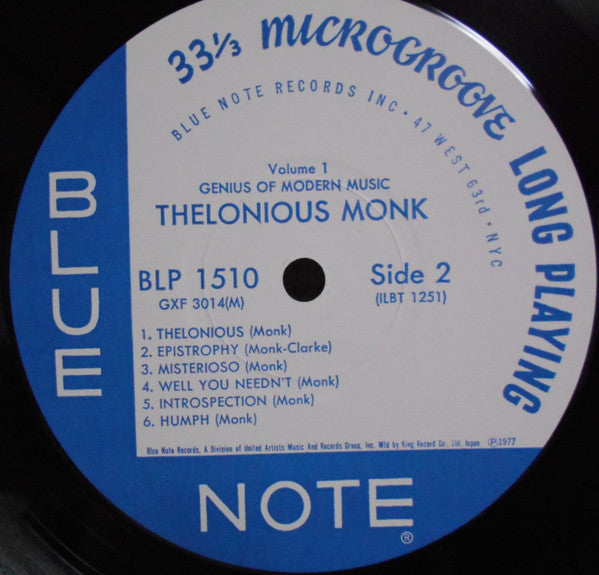 33⅓ MICROGROOVE LONG PLAYING
BLUE NOTE RECORDS INC • 47 WEST 63rd • NYC
Volume 1
GENIUS OF MODERN MUSIC
THELONIOUS MONK
BLP 1510
GXF 3014(M)
Side 2
(ILBT 1251)
1. THELONIOUS (Monk)
2. EPISTROPHY (Monk-Clarke)
3. MISTERIOSO (Monk)
4. WELL YOU NEEDN'T (Monk)
5. INTROSPECTION (Monk)
6. HUMPH (Monk)
Blue Note Records, A Division of United Artists Music And Records Group, Inc. Mfd by King Record Co., Ltd. Japan ℗1977
BLUE
NOTE®